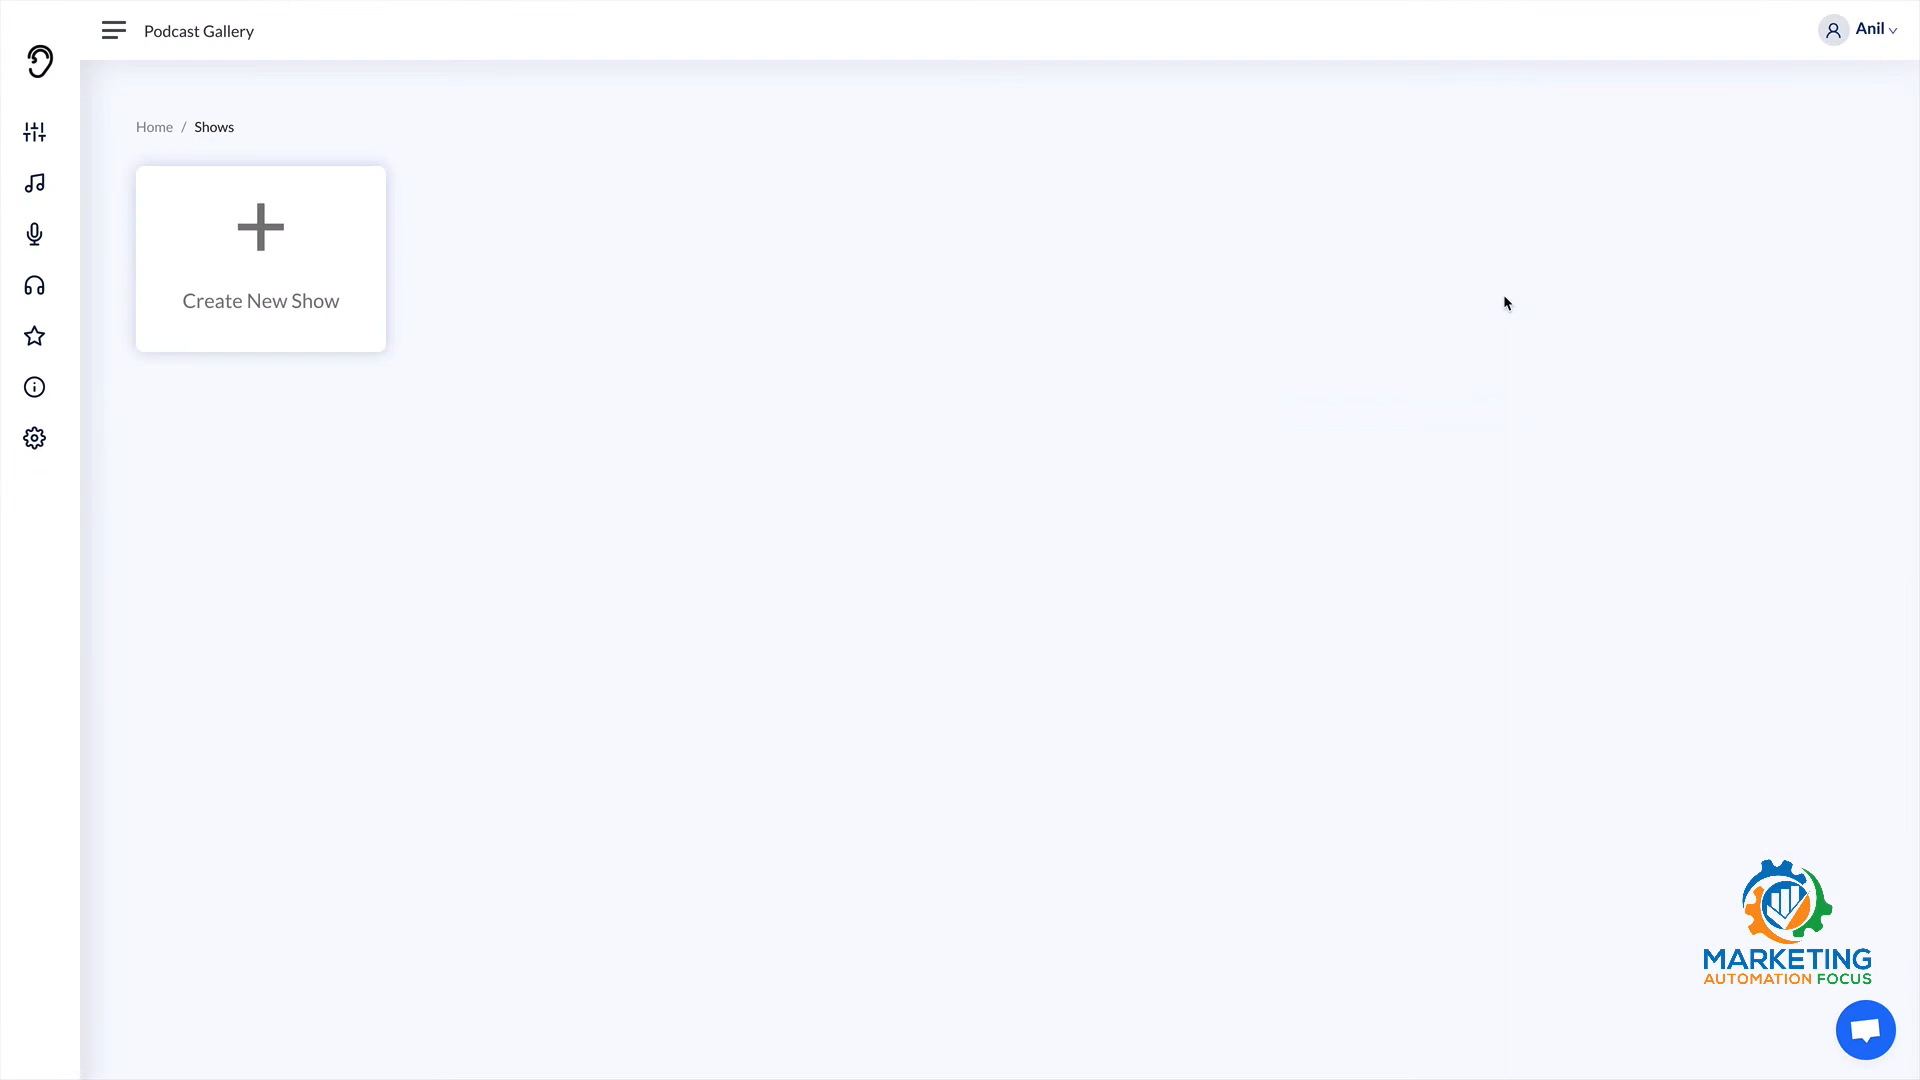 Podcast Gallery
Anil
Home / Shows
Create New Show
MARKETING
AUTOMATION FOCUS